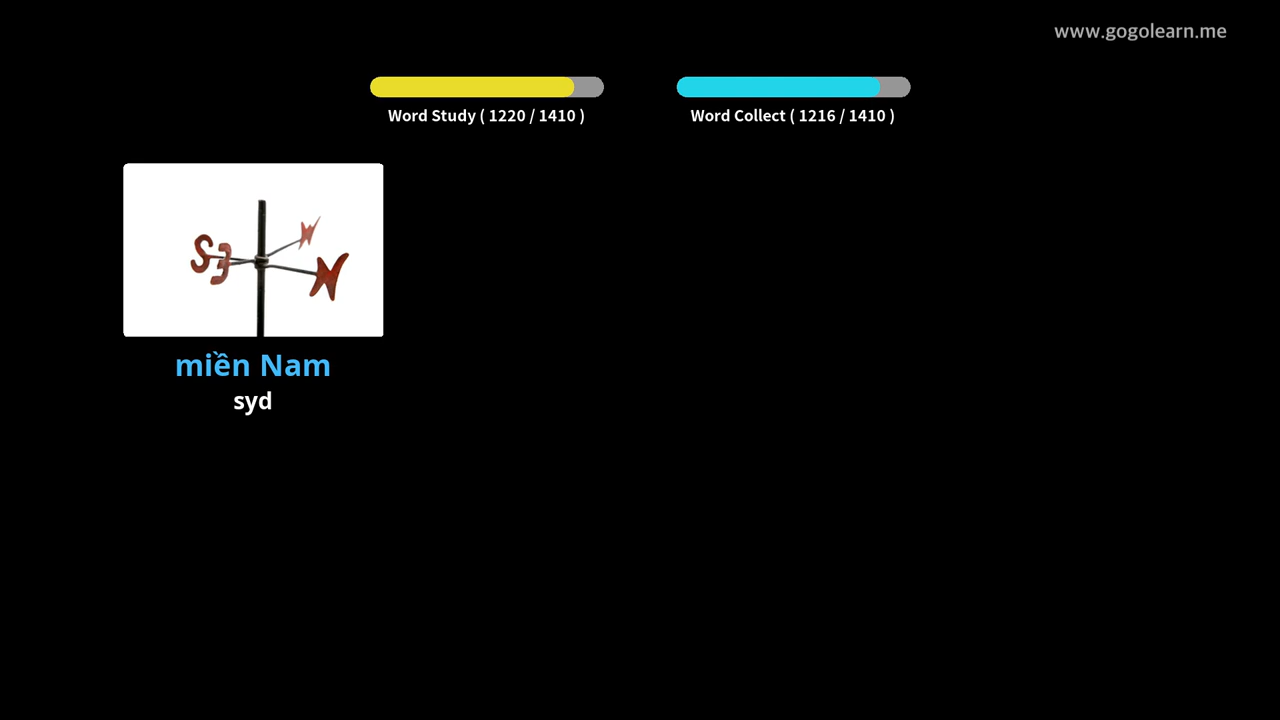 www.gogolearn.me
Word Study ( 1220 / 1410 )
Word Collect ( 1216 / 1410 )
S E N N
miền Nam
syd